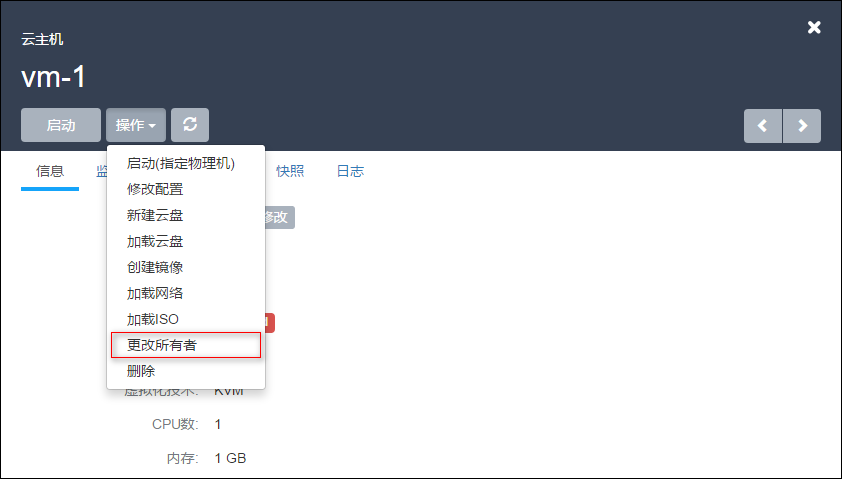 云主机
vm-1
启动
操作
信息
监
快照
日志
启动(指定物理机)
修改配置
新建云盘
修改
加载云盘
创建镜像
加载网络
加载ISO
更改所有者
删除
虚拟化技术: KVM
CPU数: 1
内存: 1 GB